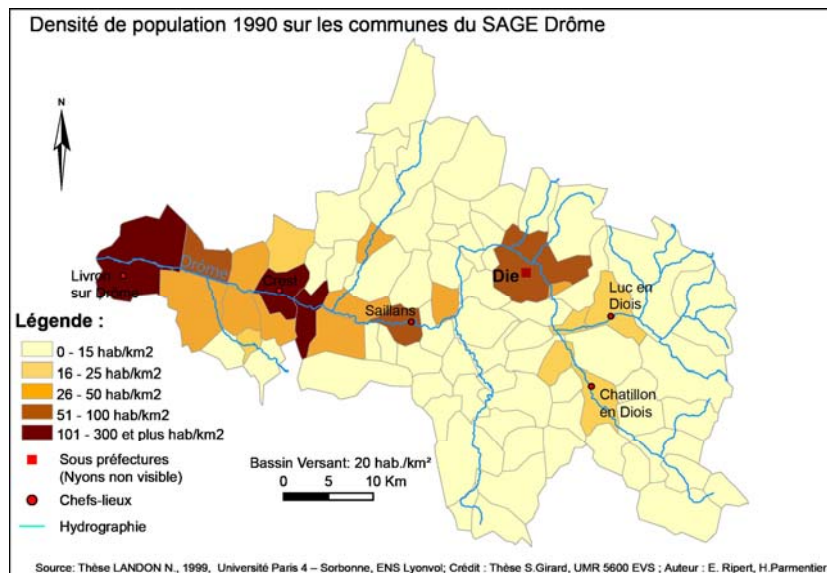 Densité de population 1990 sur les communes du SAGE Drôme
N
Drôme
Livron
sur Drôme
Crest
Saillans
Die
Luc en
Diois
Chatillon
en Diois
Légende :
0 - 15 hab/km2
16 - 25 hab/km2
26 - 50 hab/km2
51 - 100 hab/km2
101 - 300 et plus hab/km2
Sous préfectures
(Nyons non visible)
Chefs-lieux
Hydrographie
Bassin Versant: 20 hab./km²
0 5 10 Km
Source: Thèse LANDON N., 1999, Université Paris 4 – Sorbonne, ENS Lyonvol; Crédit : Thèse S.Girard, UMR 5600 EVS ; Auteur : E. Ripert, H.Parmentier